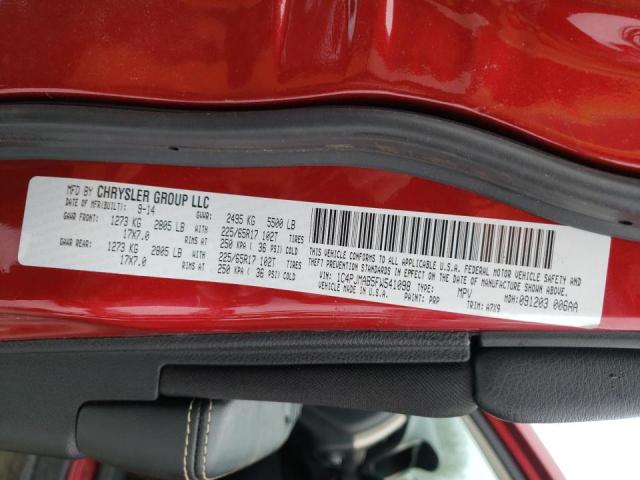 MFD BY CHRYSLER GROUP LLC
DATE OF MFR(BUILT): 9-14 GVWR: 2495 KG 5500 LB
GAWR FRONT: 1273 KG 2805 LB WITH 225/65R17 102T TIRES
17X7.0 RIMS AT 250 KPA ( 36 PSI) COLD
GAWR REAR: 1273 KG 2805 LB WITH 225/65R17 102T TIRES
17X7.0 RIMS AT 250 KPA ( 36 PSI) COLD
THIS VEHICLE CONFORMS TO ALL APPLICABLE U.S.A. FEDERAL MOTOR VEHICLE SAFETY AND
THEFT PREVENTION STANDARDS IN EFFECT IN U.S.A. ON THE DATE OF MANUFACTURE SHOWN ABOVE.
VIN: 1C4PJMAB5FW541098 TYPE: MPV MDH: 091203 006AA
PAINT: PRP TRIM: A7X9